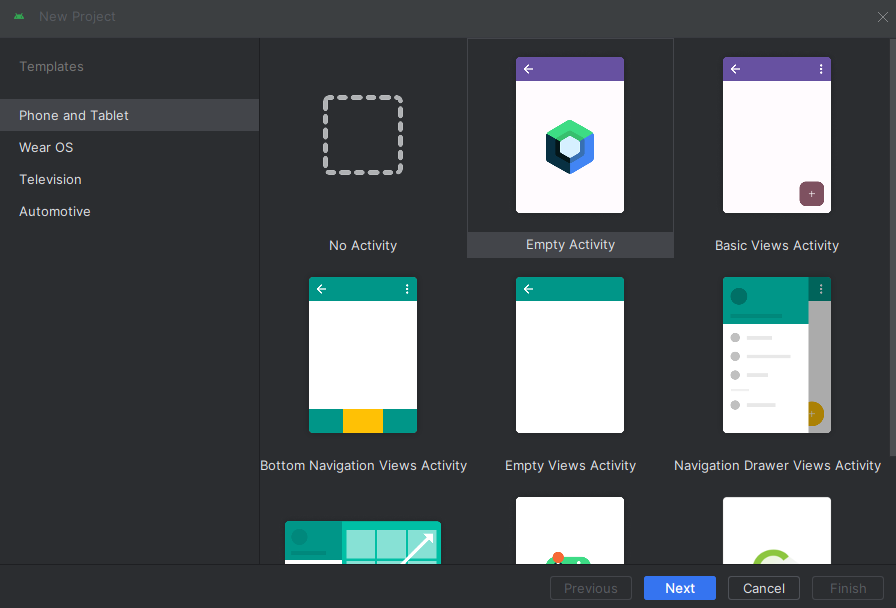 New Project
Templates
Phone and Tablet
Wear OS
Television
Automotive
No Activity
Empty Activity
Basic Views Activity
Bottom Navigation Views Activity
Empty Views Activity
Navigation Drawer Views Activity
Previous
Next
Cancel
Finish